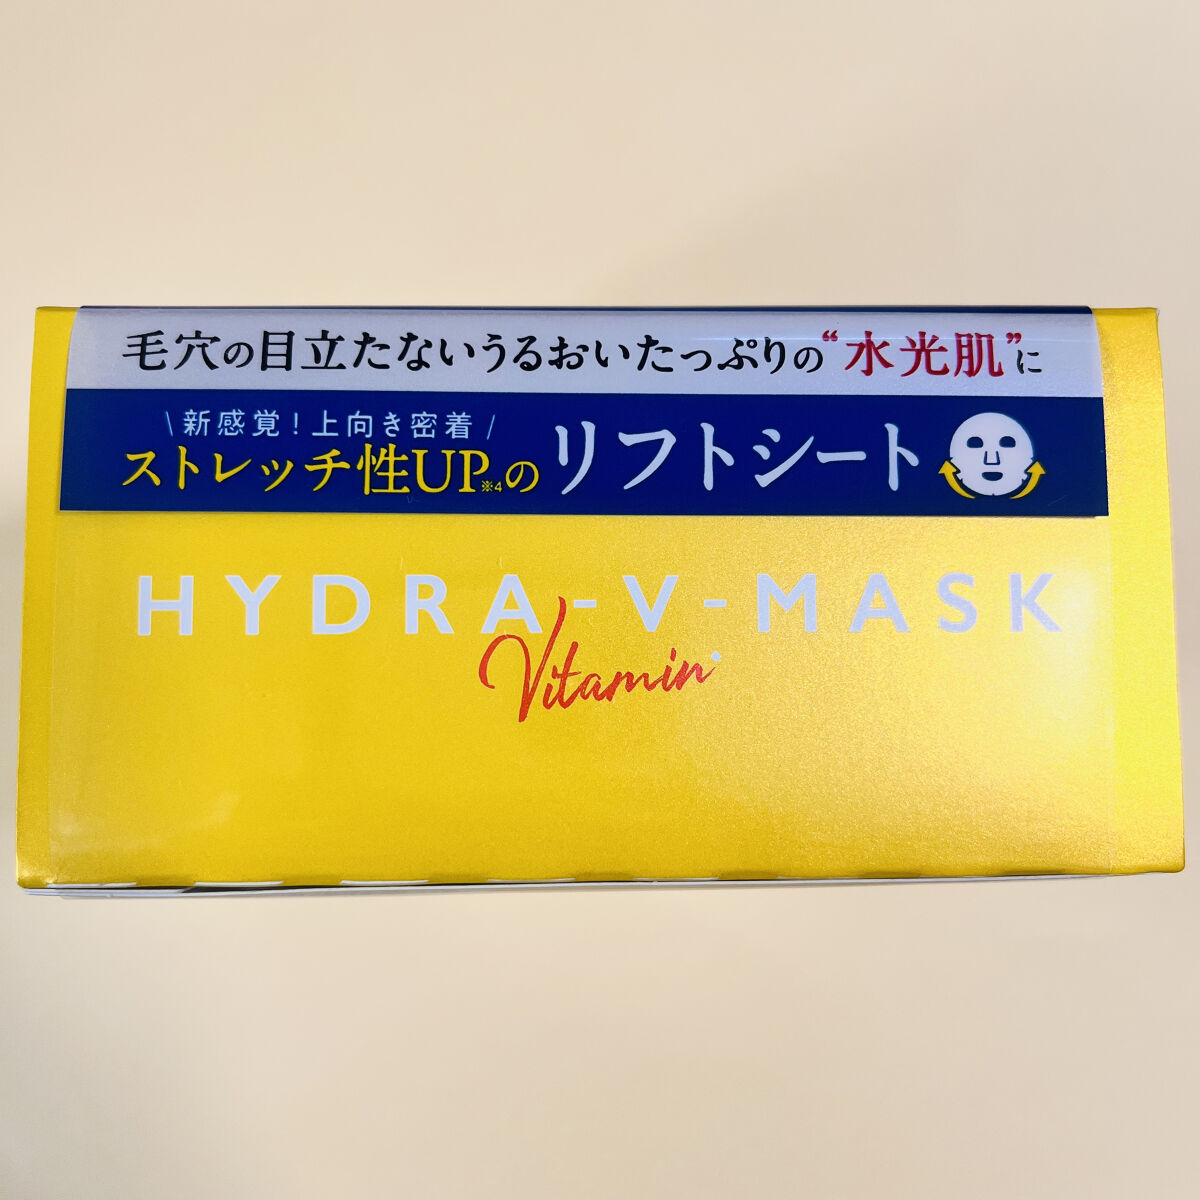 毛穴の目立たないうるおいたっぷりの“水光肌”に
\ 新感覚！上向き密着 /
ストレッチ性UP※4の リフトシート
HYDRA-V-MASK
Vitamin